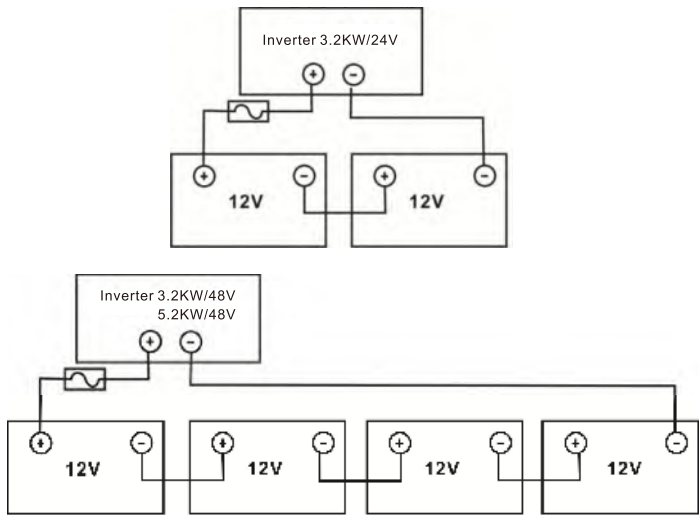 Inverter 3.2KW/24V
+ −
+ − + −
12V 12V
Inverter 3.2KW/48V
5.2KW/48V
+ −
+ − + − + − + −
12V 12V 12V 12V